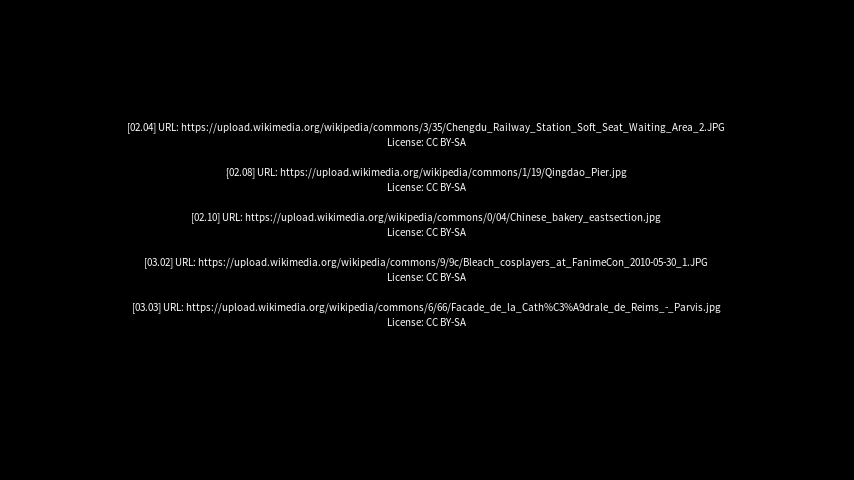 [02.04] URL: https://upload.wikimedia.org/wikipedia/commons/3/35/Chengdu_Railway_Station_Soft_Seat_Waiting_Area_2.JPG
License: CC BY-SA
[02.08] URL: https://upload.wikimedia.org/wikipedia/commons/1/19/Qingdao_Pier.jpg
License: CC BY-SA
[02.10] URL: https://upload.wikimedia.org/wikipedia/commons/0/04/Chinese_bakery_eastsection.jpg
License: CC BY-SA
[03.02] URL: https://upload.wikimedia.org/wikipedia/commons/9/9c/Bleach_cosplayers_at_FanimeCon_2010-05-30_1.JPG
License: CC BY-SA
[03.03] URL: https://upload.wikimedia.org/wikipedia/commons/6/66/Facade_de_la_Cath%C3%A9drale_de_Reims_-_Parvis.jpg
License: CC BY-SA